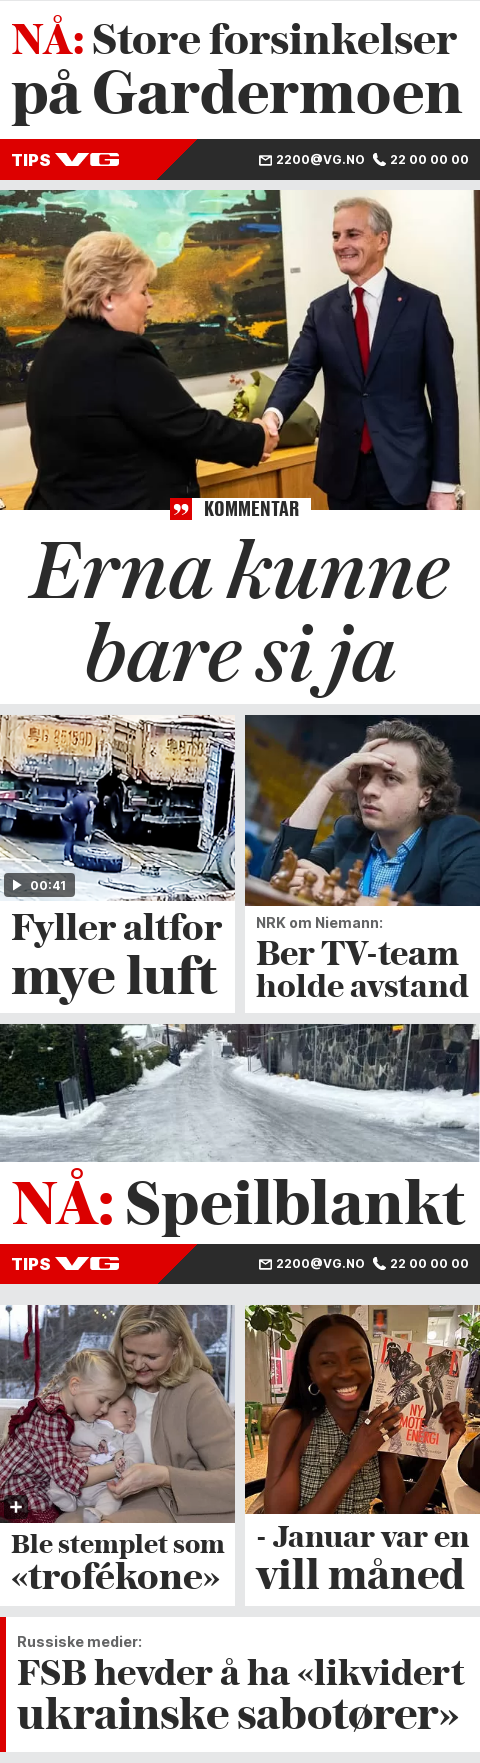 NÅ: Store forsinkelser
på Gardermoen
TIPS VG 2200@VG.NO 22 00 00 00
KOMMENTAR
Erna kunne
bare si ja
00:41
Fyller altfor
mye luft
NRK om Niemann:
Ber TV-team
holde avstand
NÅ: Speilblankt
TIPS VG 2200@VG.NO 22 00 00 00
NY
MOTE
ENERGI
Ble stemplet som
«trofékone»
- Januar var en
vill måned
Russiske medier:
FSB hevder å ha «likvidert
ukrainske sabotører»